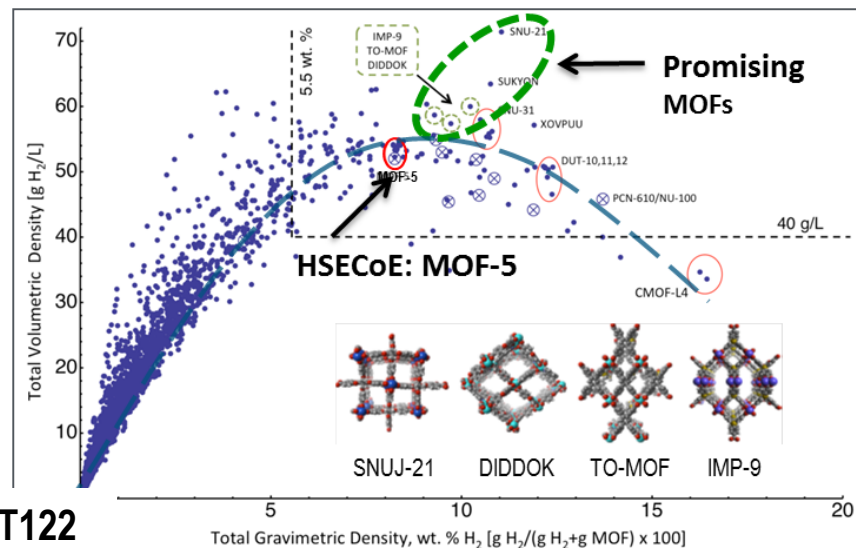 70
60
50
40
30
20
10
Total Volumetric Density [g H₂/L]
5.5 wt. %
IMP-9
TO-MOF
DIDDOK
SNU-21
SUKYON
SNU-31
XOVPUU
DUT-10,11,12
PCN-610/NU-100
40 g/L
CMOF-L4
MOF-5
Promising
MOFs
HSECoE: MOF-5
SNUJ-21 DIDDOK TO-MOF IMP-9
5 10 15 20
T122
Total Gravimetric Density, wt. % H₂ [g H₂/(g H₂+g MOF) x 100]